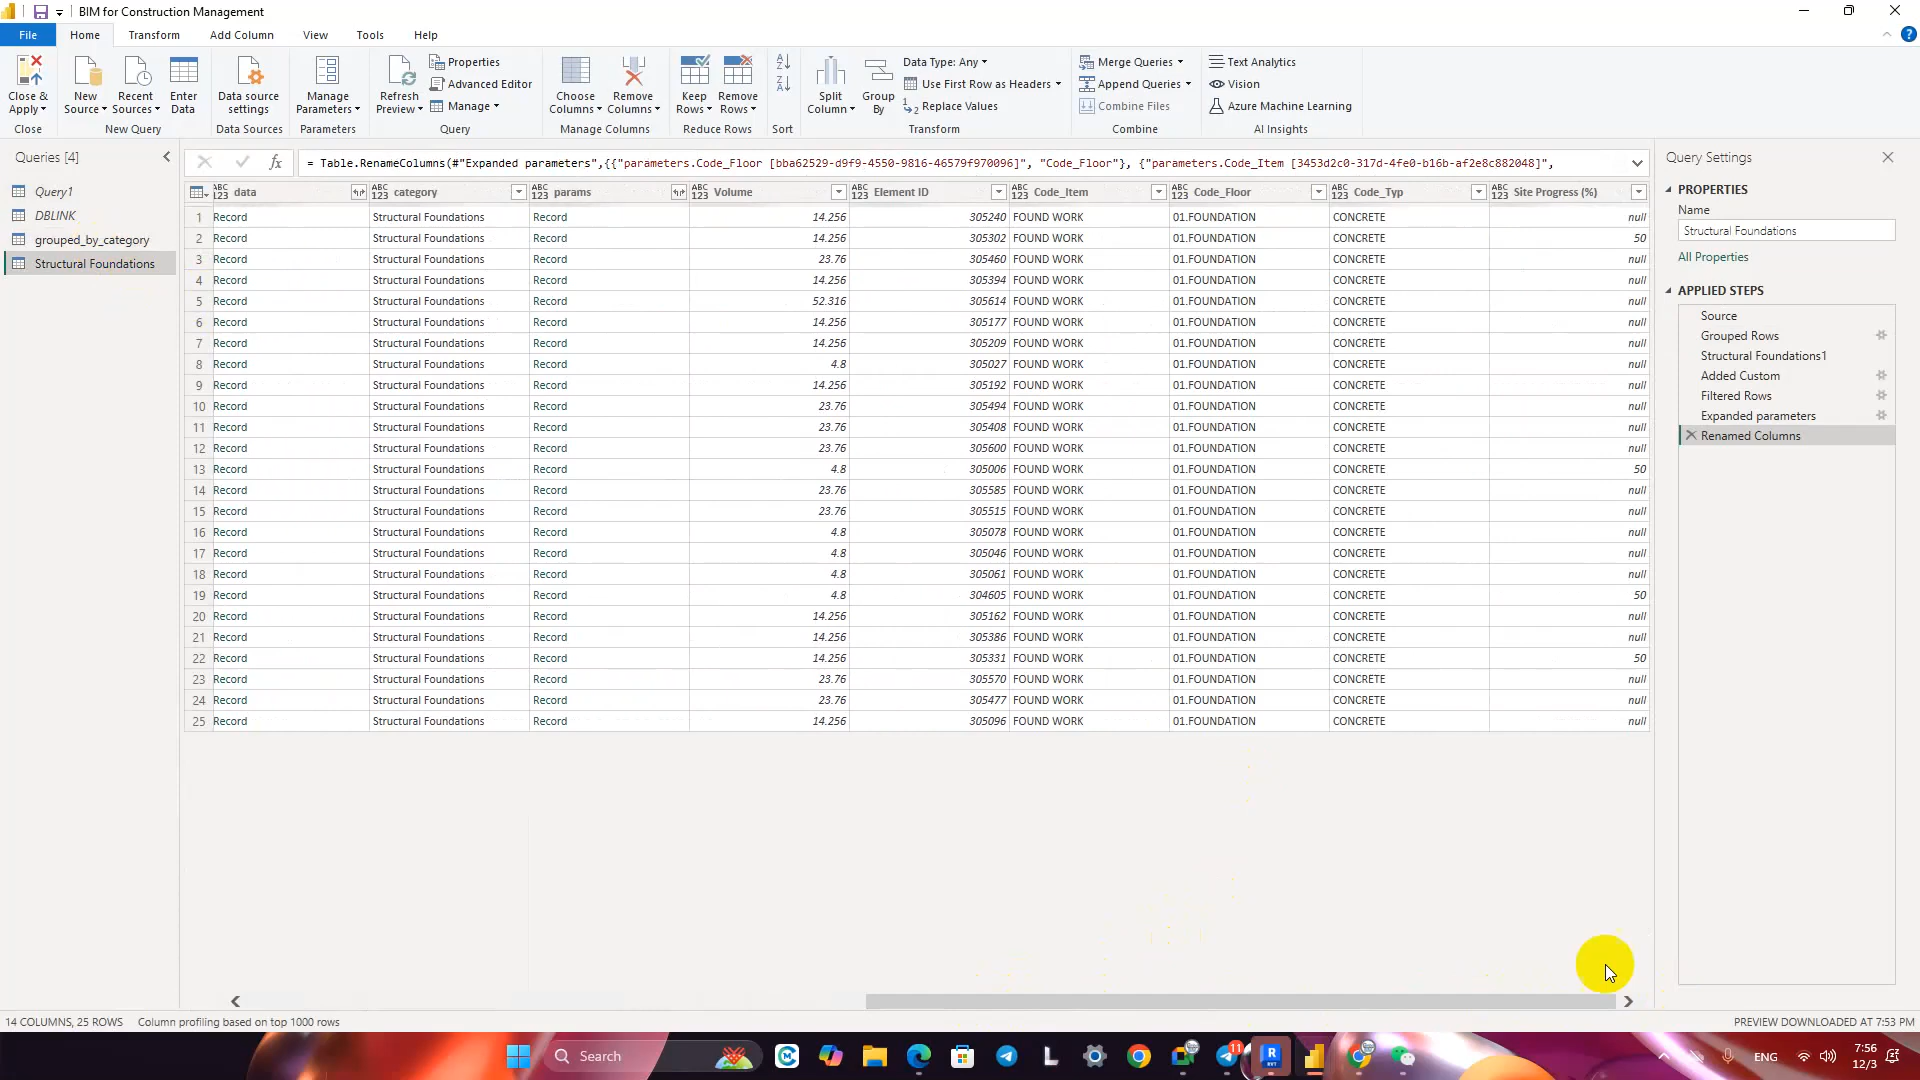 BIM for Construction Management
File Home Transform Add Column View Tools Help
Close & Apply
New Source
Recent Sources
Enter Data
Data source settings
Manage Parameters
Refresh Preview
Properties
Advanced Editor
Manage
Choose Columns
Remove Columns
Keep Rows
Remove Rows
Split Column
Group By
Data Type: Any
Use First Row as Headers
1→2 Replace Values
Merge Queries
Append Queries
Combine Files
Text Analytics
Vision
Azure Machine Learning
Close New Query Data Sources Parameters Query Manage Columns Reduce Rows Sort Transform Combine AI Insights
Queries [4]
Query1
DBLINK
grouped_by_category
Structural Foundations
fx = Table.RenameColumns(#"Expanded parameters",{{"parameters.Code_Floor [bba62529-d9f9-4550-9816-46579f970096]", "Code_Floor"}, {"parameters.Code_Item [3453d2c0-317d-4fe0-b16b-af2e8c882048]",
ABC 123 data ABC 123 category ABC 123 params ABC 123 Volume ABC 123 Element ID ABC 123 Code_Item ABC 123 Code_Floor ABC 123 Code_Typ ABC 123 Site Progress (%)
1 Record Structural Foundations Record 14.256 305240 FOUND WORK 01.FOUNDATION CONCRETE null
2 Record Structural Foundations Record 14.256 305302 FOUND WORK 01.FOUNDATION CONCRETE 50
3 Record Structural Foundations Record 23.76 305460 FOUND WORK 01.FOUNDATION CONCRETE null
4 Record Structural Foundations Record 14.256 305394 FOUND WORK 01.FOUNDATION CONCRETE null
5 Record Structural Foundations Record 52.316 305614 FOUND WORK 01.FOUNDATION CONCRETE null
6 Record Structural Foundations Record 14.256 305177 FOUND WORK 01.FOUNDATION CONCRETE null
7 Record Structural Foundations Record 14.256 305209 FOUND WORK 01.FOUNDATION CONCRETE null
8 Record Structural Foundations Record 4.8 305027 FOUND WORK 01.FOUNDATION CONCRETE null
9 Record Structural Foundations Record 14.256 305192 FOUND WORK 01.FOUNDATION CONCRETE null
10 Record Structural Foundations Record 23.76 305494 FOUND WORK 01.FOUNDATION CONCRETE null
11 Record Structural Foundations Record 23.76 305408 FOUND WORK 01.FOUNDATION CONCRETE null
12 Record Structural Foundations Record 23.76 305600 FOUND WORK 01.FOUNDATION CONCRETE null
13 Record Structural Foundations Record 4.8 305006 FOUND WORK 01.FOUNDATION CONCRETE 50
14 Record Structural Foundations Record 23.76 305585 FOUND WORK 01.FOUNDATION CONCRETE null
15 Record Structural Foundations Record 23.76 305515 FOUND WORK 01.FOUNDATION CONCRETE null
16 Record Structural Foundations Record 4.8 305078 FOUND WORK 01.FOUNDATION CONCRETE null
17 Record Structural Foundations Record 4.8 305046 FOUND WORK 01.FOUNDATION CONCRETE null
18 Record Structural Foundations Record 4.8 305061 FOUND WORK 01.FOUNDATION CONCRETE null
19 Record Structural Foundations Record 4.8 304605 FOUND WORK 01.FOUNDATION CONCRETE 50
20 Record Structural Foundations Record 14.256 305162 FOUND WORK 01.FOUNDATION CONCRETE null
21 Record Structural Foundations Record 14.256 305386 FOUND WORK 01.FOUNDATION CONCRETE null
22 Record Structural Foundations Record 14.256 305331 FOUND WORK 01.FOUNDATION CONCRETE 50
23 Record Structural Foundations Record 23.76 305570 FOUND WORK 01.FOUNDATION CONCRETE null
24 Record Structural Foundations Record 23.76 305477 FOUND WORK 01.FOUNDATION CONCRETE null
25 Record Structural Foundations Record 14.256 305096 FOUND WORK 01.FOUNDATION CONCRETE null
Query Settings
PROPERTIES
Name
Structural Foundations
All Properties
APPLIED STEPS
Source
Grouped Rows
Structural Foundations1
Added Custom
Filtered Rows
Expanded parameters
Renamed Columns
14 COLUMNS, 25 ROWS Column profiling based on top 1000 rows PREVIEW DOWNLOADED AT 7:53 PM
Search
11
ENG
7:56
12/3